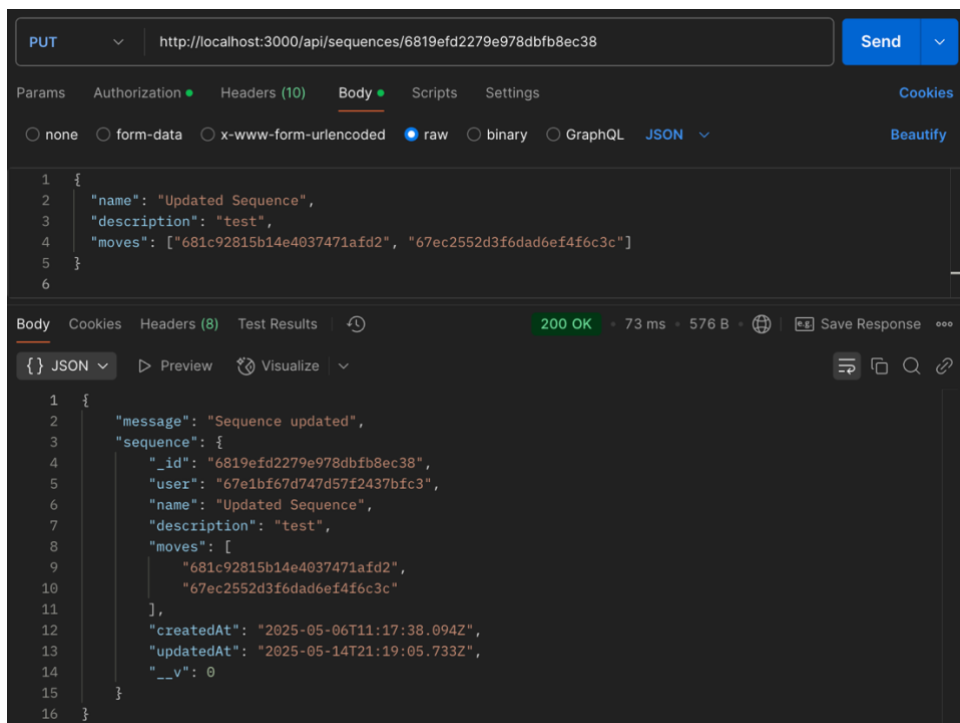 PUT http://localhost:3000/api/sequences/6819efd2279e978dbfb8ec38 Send
Params Authorization Headers (10) Body Scripts Settings Cookies
none form-data x-www-form-urlencoded raw binary GraphQL JSON Beautify
1 {
2 "name": "Updated Sequence",
3 "description": "test",
4 "moves": ["681c92815b14e4037471afd2", "67ec2552d3f6dad6ef4f6c3c"]
5 }
6
Body Cookies Headers (8) Test Results 200 OK • 73 ms • 576 B • e.g. Save Response
{} JSON Preview Visualize
1 {
2 "message": "Sequence updated",
3 "sequence": {
4 "_id": "6819efd2279e978dbfb8ec38",
5 "user": "67e1bf67d747d57f2437bfc3",
6 "name": "Updated Sequence",
7 "description": "test",
8 "moves": [
9 "681c92815b14e4037471afd2",
10 "67ec2552d3f6dad6ef4f6c3c"
11 ],
12 "createdAt": "2025-05-06T11:17:38.094Z",
13 "updatedAt": "2025-05-14T21:19:05.733Z",
14 "__v": 0
15 }
16 }